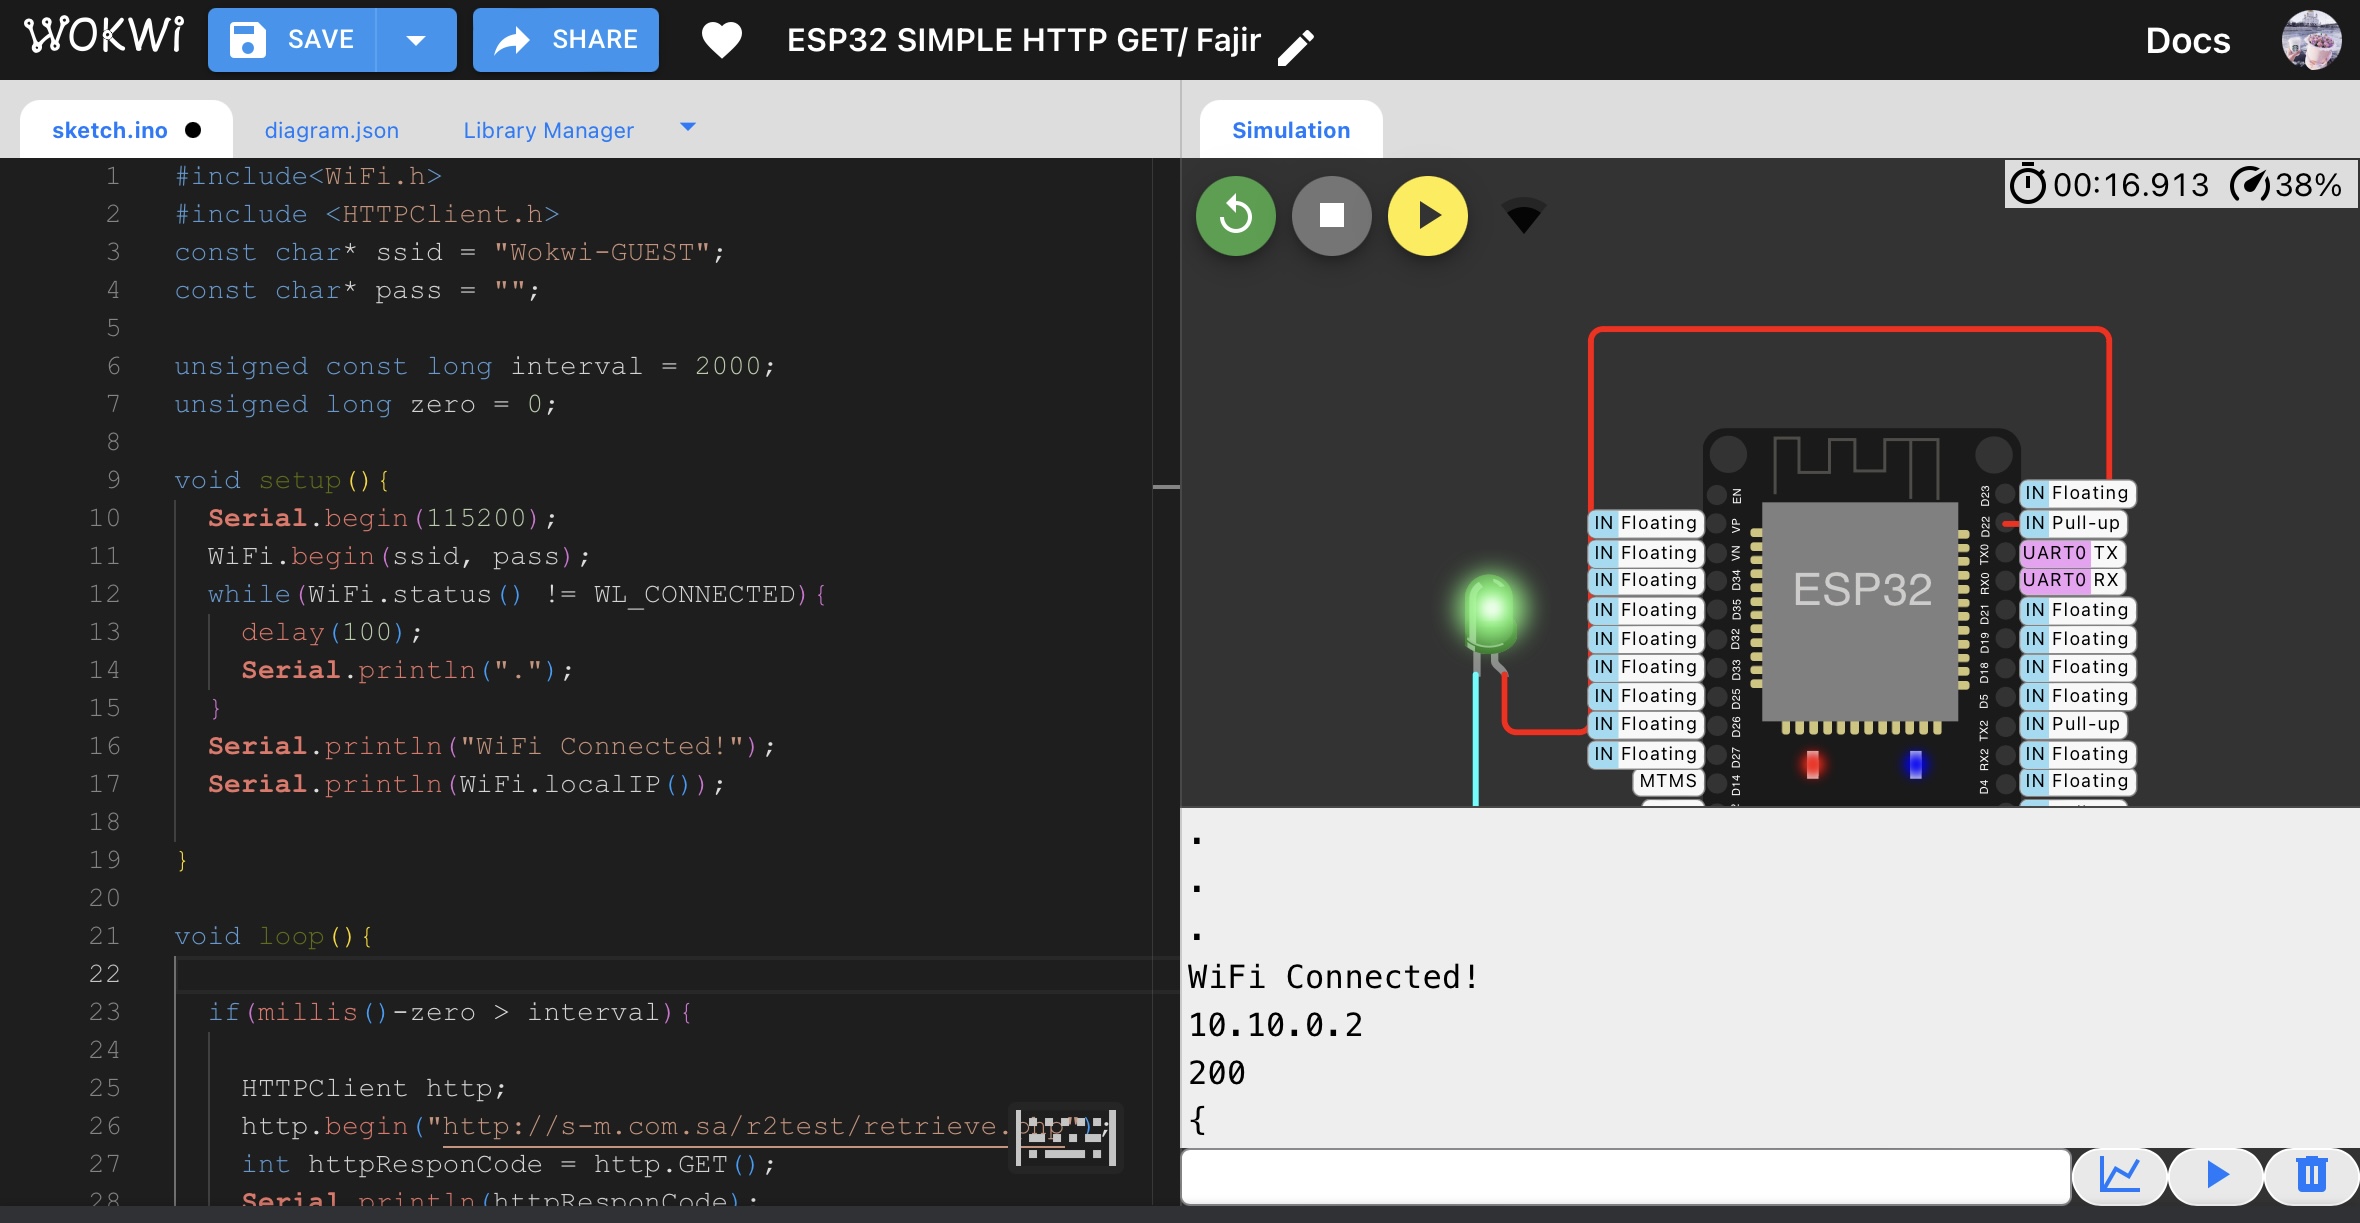 WOKWi
SAVE
SHARE
ESP32 SIMPLE HTTP GET/ Fajir
Docs
sketch.ino
diagram.json
Library Manager
Simulation
1 #include<WiFi.h>
2 #include <HTTPClient.h>
3 const char* ssid = "Wokwi-GUEST";
4 const char* pass = "";
5
6 unsigned const long interval = 2000;
7 unsigned long zero = 0;
8
9 void setup(){
10 Serial.begin(115200);
11 WiFi.begin(ssid, pass);
12 while(WiFi.status() != WL_CONNECTED){
13 delay(100);
14 Serial.println(".");
15 }
16 Serial.println("WiFi Connected!");
17 Serial.println(WiFi.localIP());
18
19 }
20
21 void loop(){
22
23 if(millis()-zero > interval){
24
25 HTTPClient http;
26 http.begin("http://s-m.com.sa/r2test/retrieve.php");
27 int httpResponCode = http.GET();
28 Serial.println(httpResponCode);
00:16.913 38%
ESP32
EN
VP
VN
D34
D35
D32
D33
D25
D26
D27
D14
D23
D22
TX0
RX0
D21
D19
D18
D5
TX2
RX2
D4
IN Floating
IN Floating
IN Floating
IN Floating
IN Floating
IN Floating
IN Floating
IN Floating
IN Floating
MTMS
IN Floating
IN Pull-up
UART0 TX
UART0 RX
IN Floating
IN Floating
IN Floating
IN Floating
IN Pull-up
IN Floating
IN Floating
.
.
.
WiFi Connected!
10.10.0.2
200
{